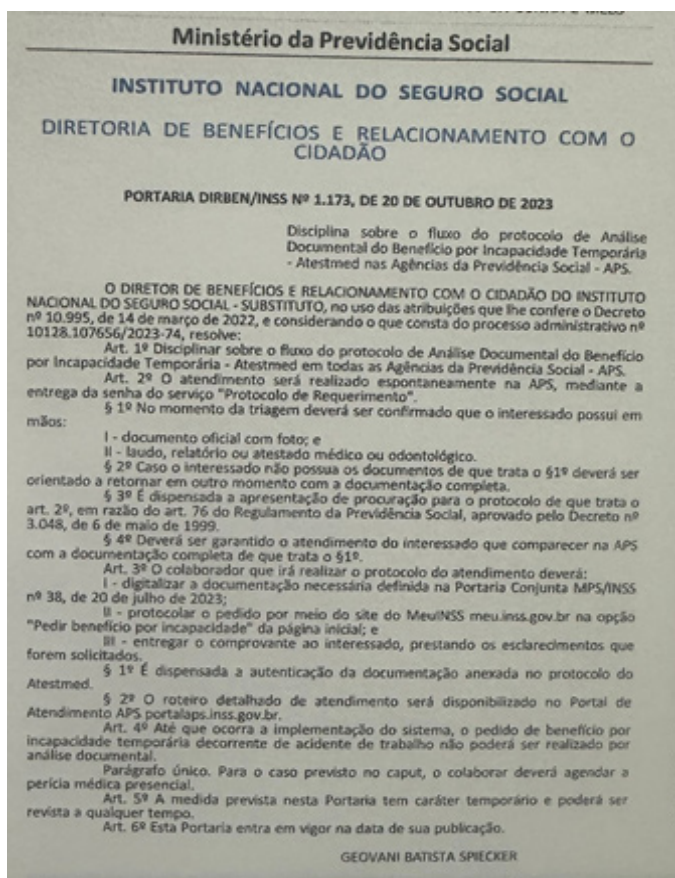 Ministério da Previdência Social
INSTITUTO NACIONAL DO SEGURO SOCIAL
DIRETORIA DE BENEFÍCIOS E RELACIONAMENTO COM O
CIDADÃO
PORTARIA DIRBEN/INSS Nº 1.173, DE 20 DE OUTUBRO DE 2023
Disciplina sobre o fluxo do protocolo de Análise
Documental do Benefício por Incapacidade Temporária
- Atestmed nas Agências da Previdência Social - APS.
O DIRETOR DE BENEFÍCIOS E RELACIONAMENTO COM O CIDADÃO DO INSTITUTO
NACIONAL DO SEGURO SOCIAL - SUBSTITUTO, no uso das atribuições que lhe confere o Decreto
nº 10.995, de 14 de março de 2022, e considerando o que consta do processo administrativo nº
10128.107656/2023-74, resolve:
Art. 1º Disciplinar sobre o fluxo do protocolo de Análise Documental do Benefício
por Incapacidade Temporária - Atestmed em todas as Agências da Previdência Social - APS.
Art. 2º O atendimento será realizado espontaneamente na APS, mediante a
entrega da senha do serviço "Protocolo de Requerimento".
§ 1º No momento da triagem deverá ser confirmado que o interessado possui em
mãos:
I - documento oficial com foto; e
II - laudo, relatório ou atestado médico ou odontológico.
§ 2º Caso o interessado não possua os documentos de que trata o §1º deverá ser
orientado a retornar em outro momento com a documentação completa.
§ 3º É dispensada a apresentação de procuração para o protocolo de que trata o
art. 2º, em razão do art. 76 do Regulamento da Previdência Social, aprovado pelo Decreto nº
3.048, de 6 de maio de 1999.
§ 4º Deverá ser garantido o atendimento do interessado que comparecer na APS
com a documentação completa de que trata o §1º.
Art. 3º O colaborador que irá realizar o protocolo do atendimento deverá:
I - digitalizar a documentação necessária definida na Portaria Conjunta MPS/INSS
nº 38, de 20 de julho de 2023;
II - protocolar o pedido por meio do site do MeuINSS meu.inss.gov.br na opção
"Pedir benefício por incapacidade" da página inicial; e
III - entregar o comprovante ao interessado, prestando os esclarecimentos que
forem solicitados.
§ 1º É dispensada a autenticação da documentação anexada no protocolo do
Atestmed.
§ 2º O roteiro detalhado de atendimento será disponibilizado no Portal de
Atendimento APS portalaps.inss.gov.br.
Art. 4º Até que ocorra a implementação do sistema, o pedido de benefício por
incapacidade temporária decorrente de acidente de trabalho não poderá ser realizado por
análise documental.
Parágrafo único. Para o caso previsto no caput, o colaborar deverá agendar a
perícia médica presencial.
Art. 5º A medida prevista nesta Portaria tem caráter temporário e poderá ser
revista a qualquer tempo.
Art. 6º Esta Portaria entra em vigor na data de sua publicação.
GEOVANI BATISTA SPIECKER